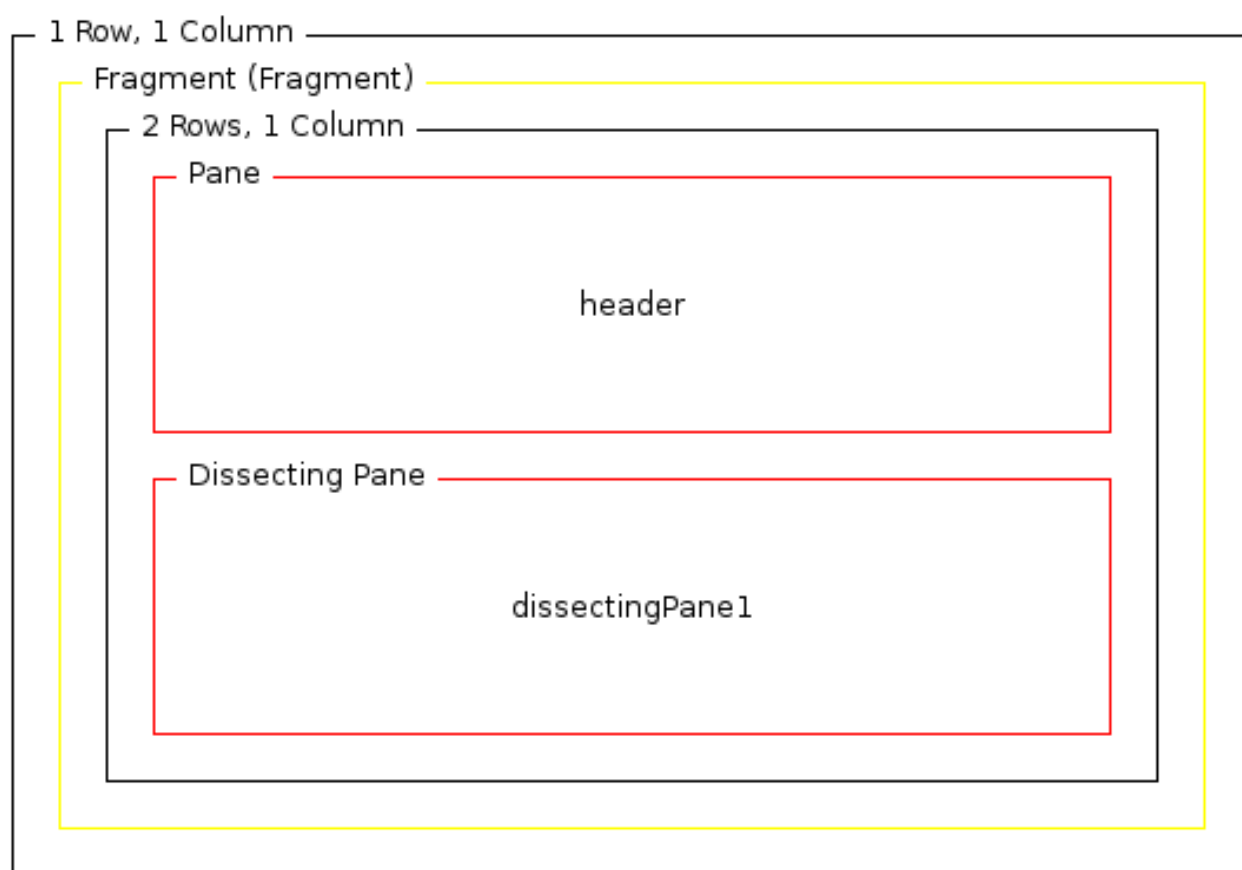 1 Row, 1 Column
Fragment (Fragment)
2 Rows, 1 Column
Pane
header
Dissecting Pane
dissectingPane1